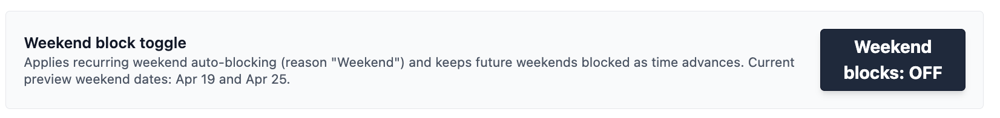 Weekend block toggle
Applies recurring weekend auto-blocking (reason "Weekend") and keeps future weekends blocked as time advances. Current
preview weekend dates: Apr 19 and Apr 25.
Weekend
blocks: OFF